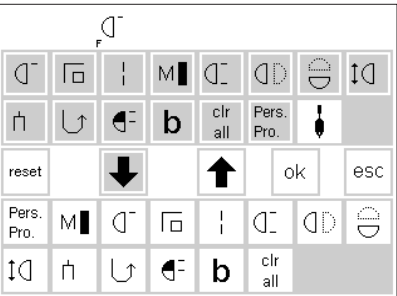 F
M
b clr all Pers. Pro.
reset ok esc
Pers. Pro. M
b clr all